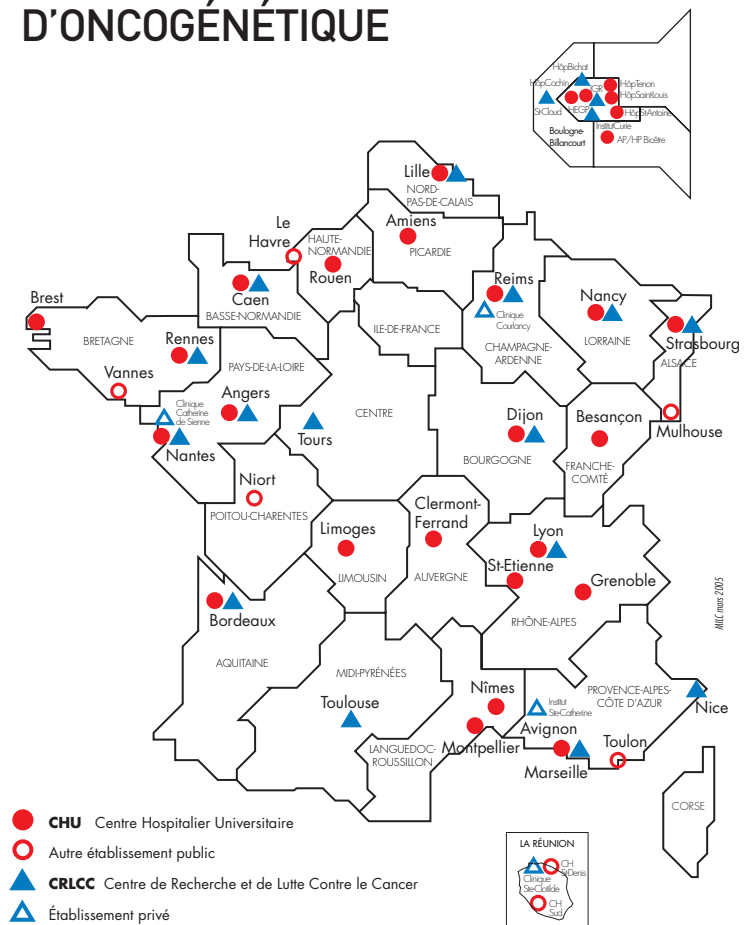 D'ONCOGÉNÉTIQUE
HôpBichat
HôpCochin
IGR
HôpTenon
HôpSaintLouis
StCloud
HEGP
HôpStAntoine
InstitutCurie
Boulogne-
Billancourt
AP/HP Bicêtre
Lille
NORD-
PAS-DE-CALAIS
Le
Havre
Amiens
HAUTE-
NORMANDIE
PICARDIE
Rouen
Reims
Caen
BASSE-NORMANDIE
Nancy
Brest
Clinique
Courlancy
ILE-DE-FRANCE
BRETAGNE
Rennes
LORRAINE
Strasbourg
CHAMPAGNE-
ARDENNE
ALSACE
PAYS-DE-LA-LOIRE
Vannes
Angers
Clinique
Catherine
de Sienne
CENTRE
Dijon
Besançon
Tours
Mulhouse
Nantes
BOURGOGNE
FRANCHE-
COMTÉ
Niort
POITOU-CHARENTES
Clermont-
Ferrand
Limoges
Lyon
St-Etienne
LIMOUSIN
AUVERGNE
Grenoble
MILC mars 2005
Bordeaux
RHÔNE-ALPES
AQUITAINE
MIDI-PYRÉNÉES
Nîmes
PROVENCE-ALPES-
CÔTE D'AZUR
Toulouse
Institut
SteCatherine
Nice
Avignon
Toulon
Montpellier
LANGUEDOC-
ROUSSILLON
Marseille
CORSE
CHU Centre Hospitalier Universitaire
Autre établissement public
CRLCC Centre de Recherche et de Lutte Contre le Cancer
Établissement privé
LA RÉUNION
CH
StDenis
Clinique
Ste-Clotilde
CH
Sud